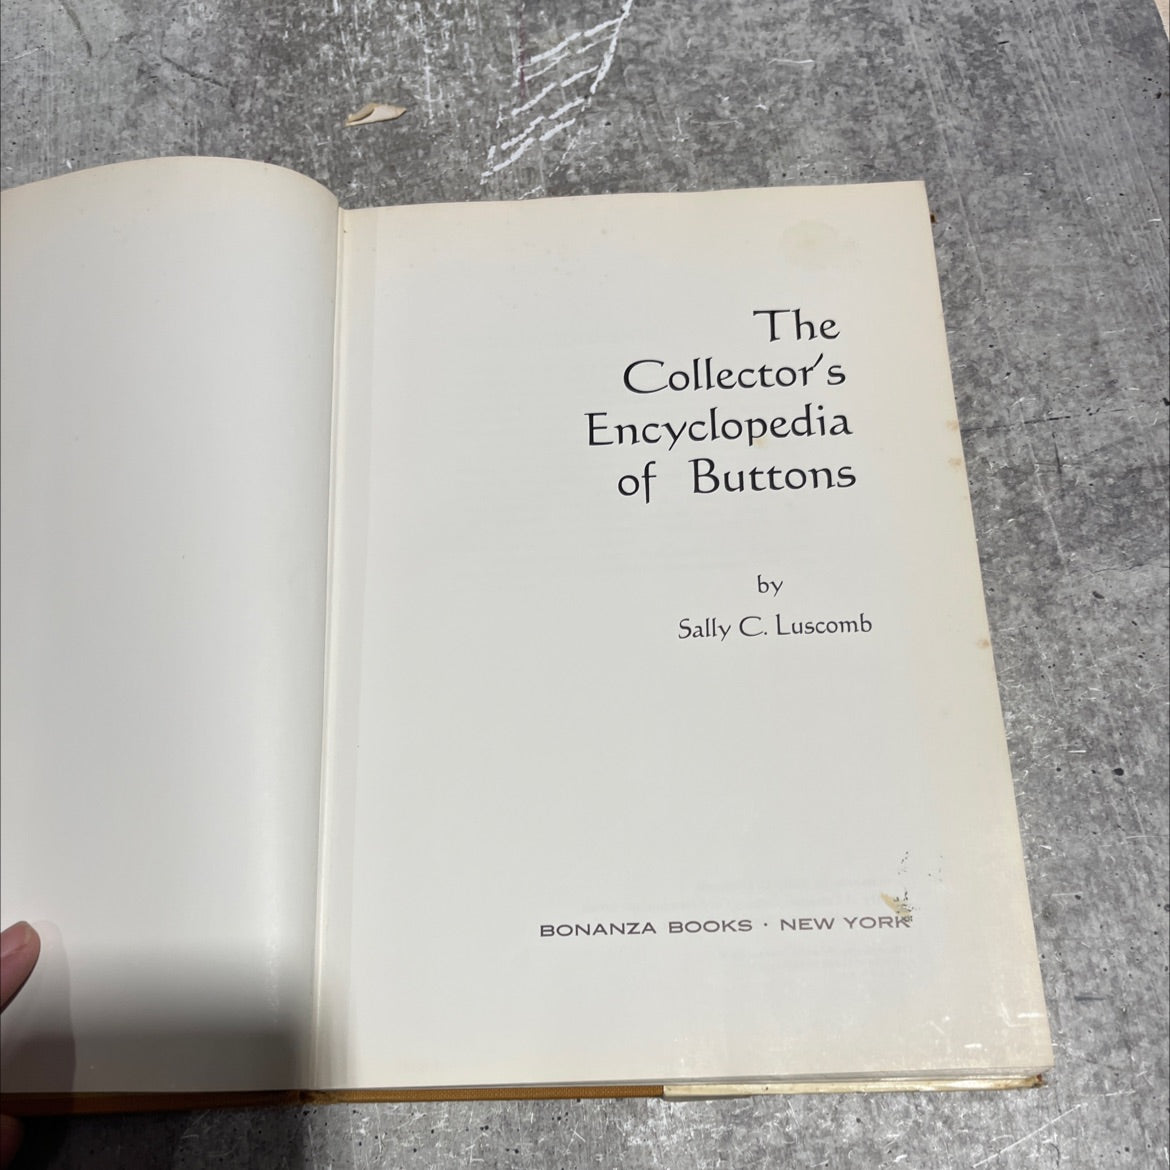 The
Collector's
Encyclopedia
of Buttons
by
Sally C. Luscomb
BONANZA BOOKS · NEW YORK